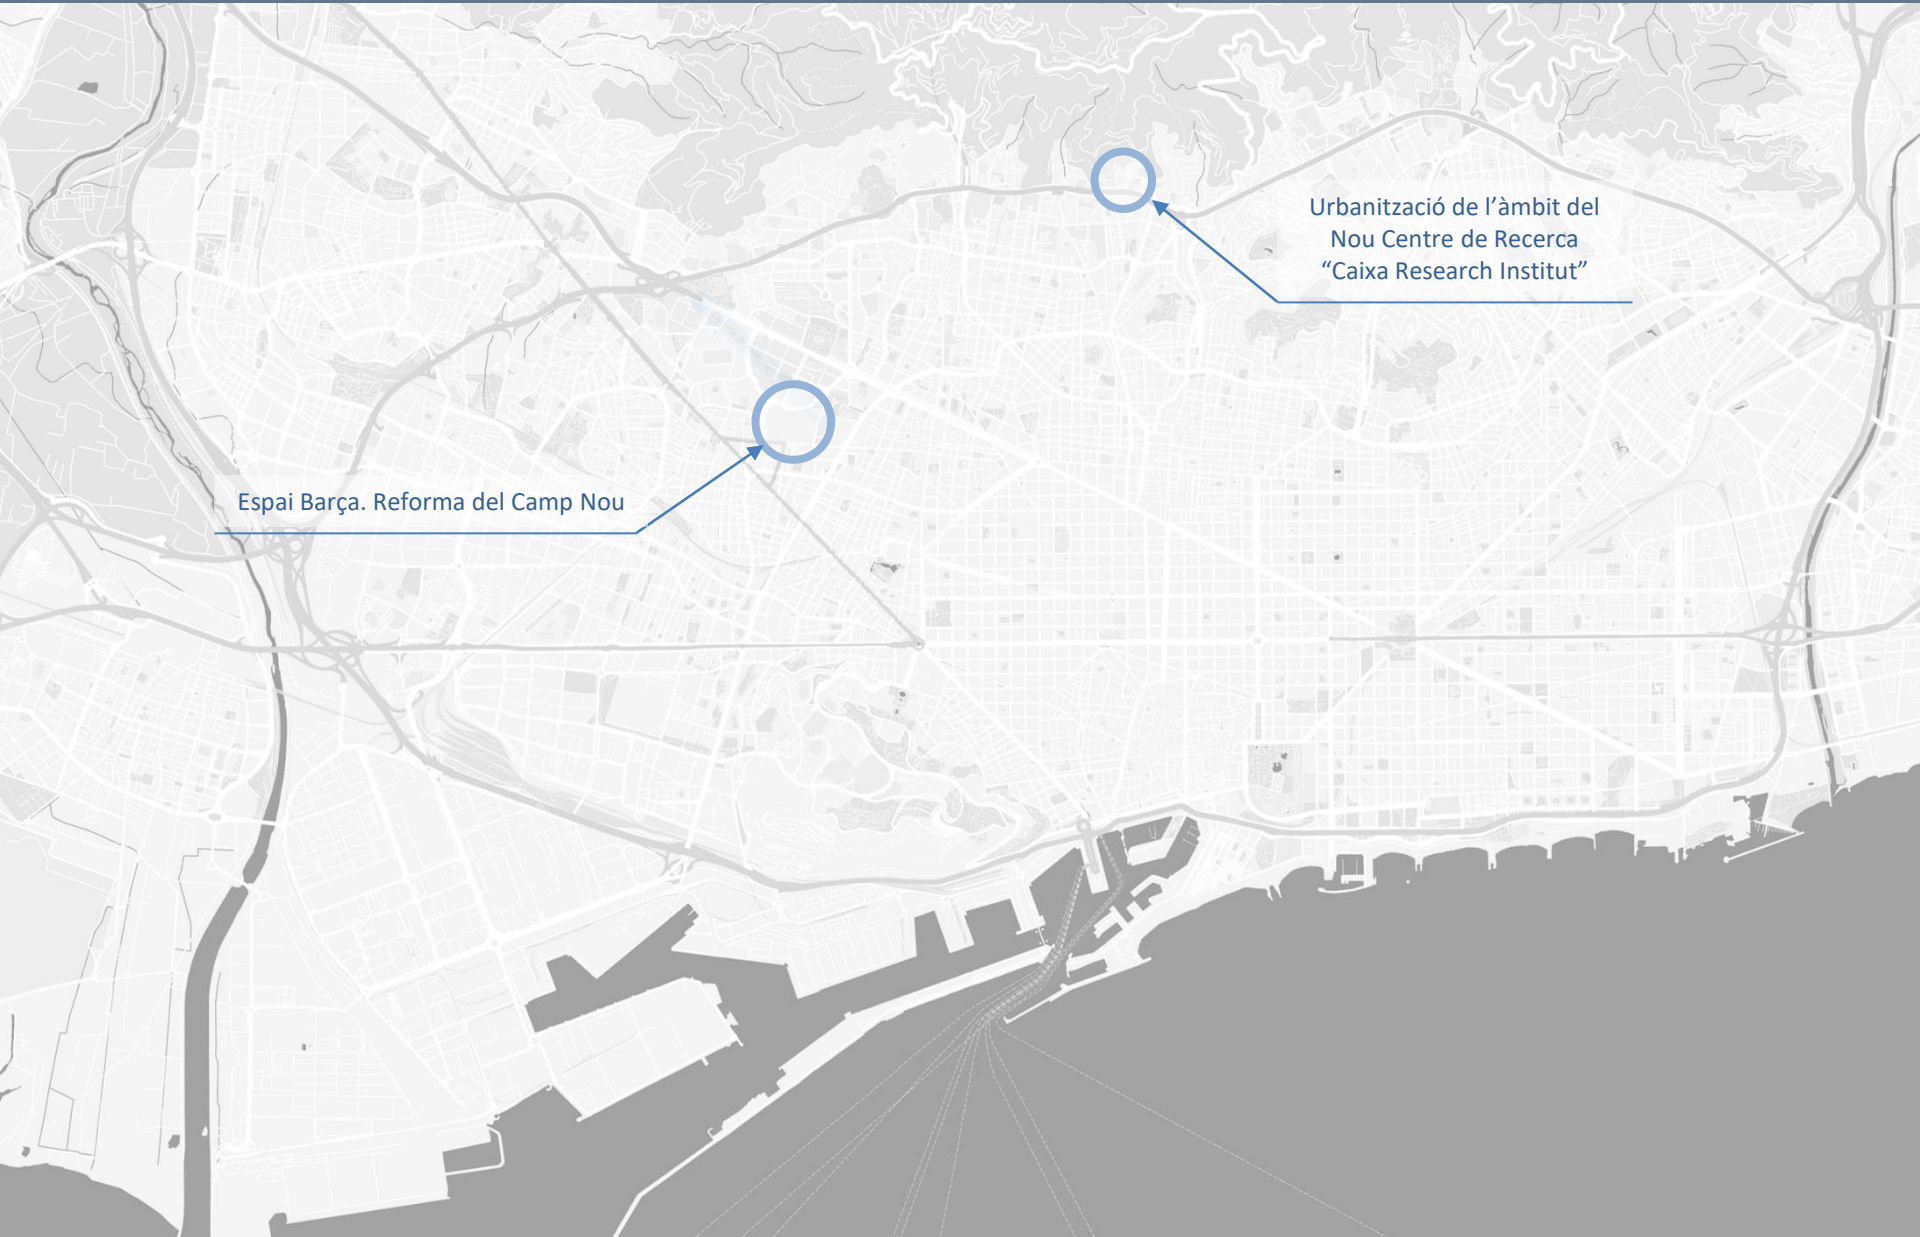 Urbanització de l’àmbit del
Nou Centre de Recerca
“Caixa Research Institut”
Espai Barça. Reforma del Camp Nou